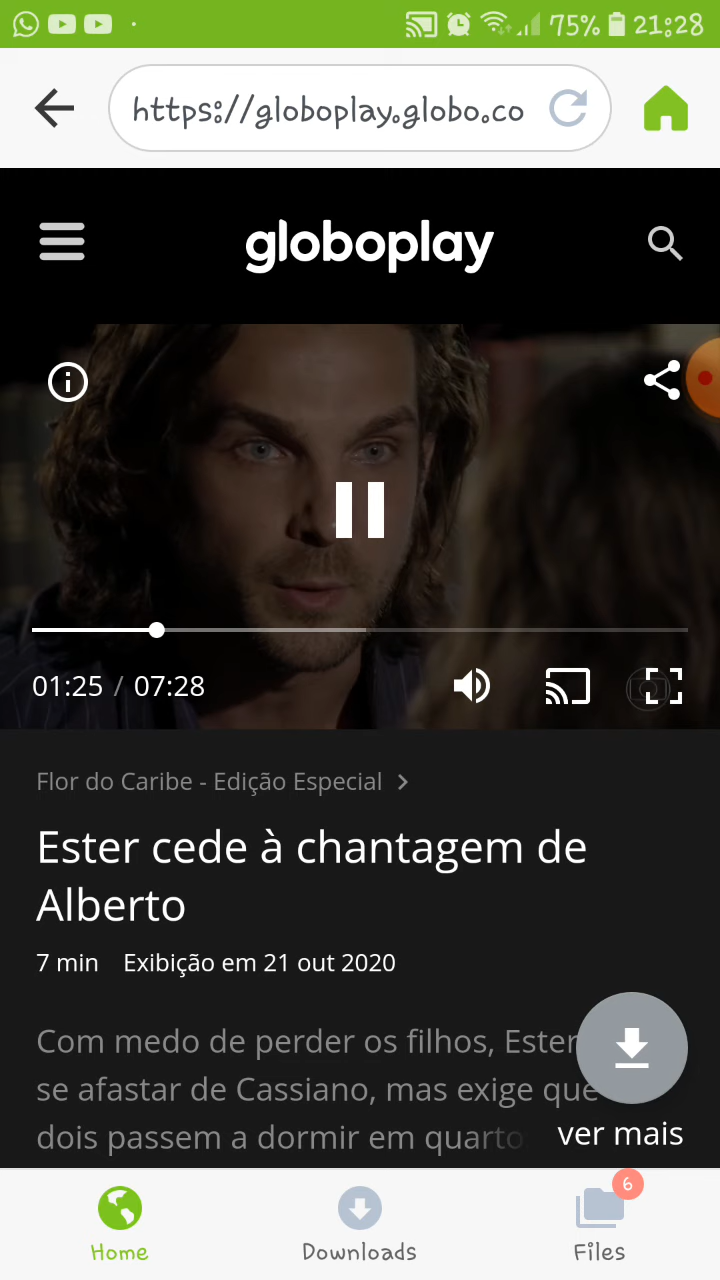 75% 21:28
https://globoplay.globo.co
globoplay
01:25 / 07:28
Flor do Caribe - Edição Especial
Ester cede à chantagem de
Alberto
7 min Exibição em 21 out 2020
Com medo de perder os filhos, Ester
se afastar de Cassiano, mas exige que
dois passem a dormir em quarto
ver mais
6
Home Downloads Files